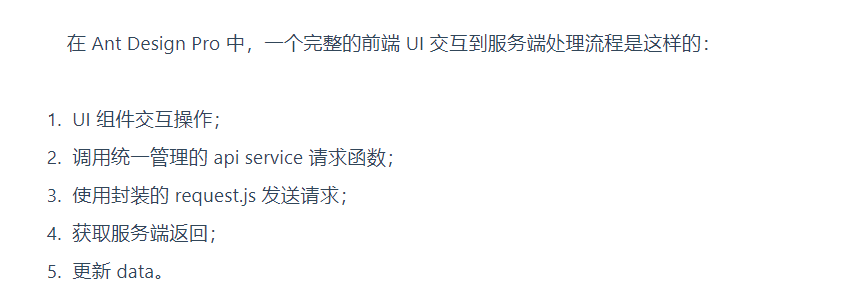 在 Ant Design Pro 中，一个完整的前端 UI 交互到服务端处理流程是这样的：
1. UI 组件交互操作；
2. 调用统一管理的 api service 请求函数；
3. 使用封装的 request.js 发送请求；
4. 获取服务端返回；
5. 更新 data。